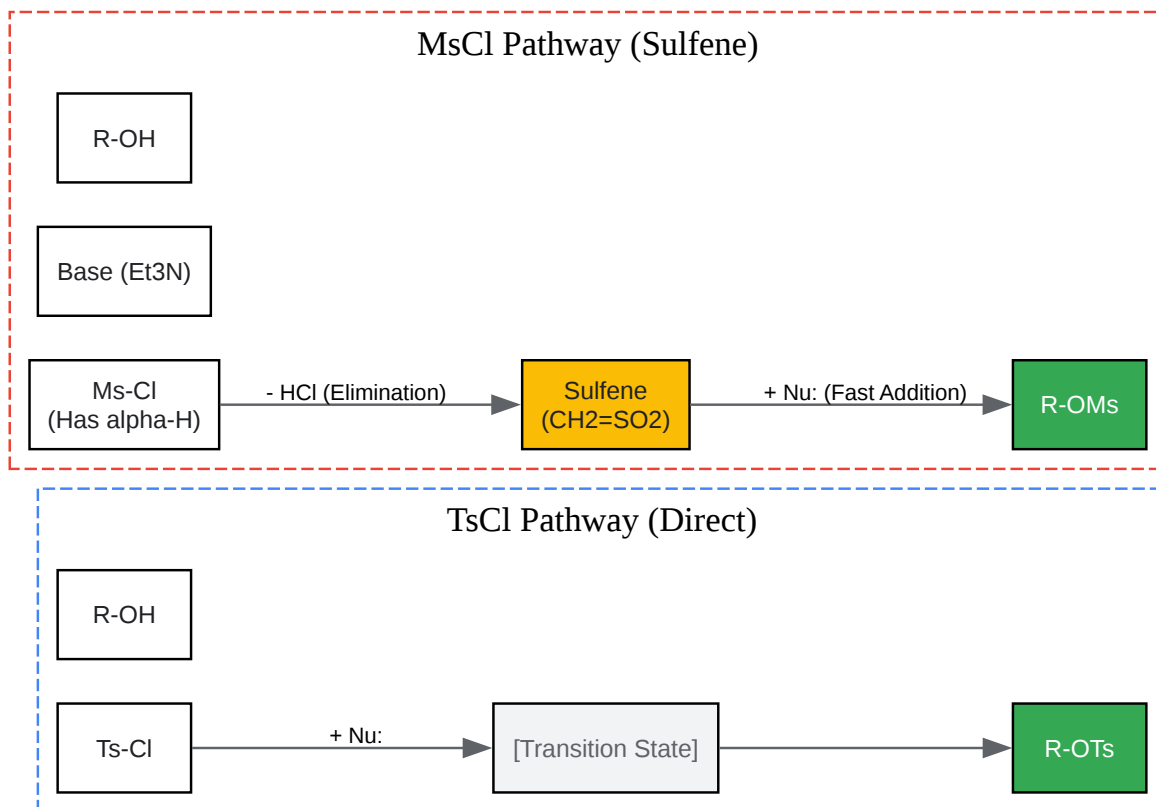 MsCl Pathway (Sulfene)
R-OH
Base (Et3N)
Ms-Cl
(Has alpha-H)
- HCl (Elimination)
Sulfene
(CH2=SO2)
+ Nu: (Fast Addition)
R-OMs
TsCl Pathway (Direct)
R-OH
Ts-Cl
+ Nu:
[Transition State]
R-OTs